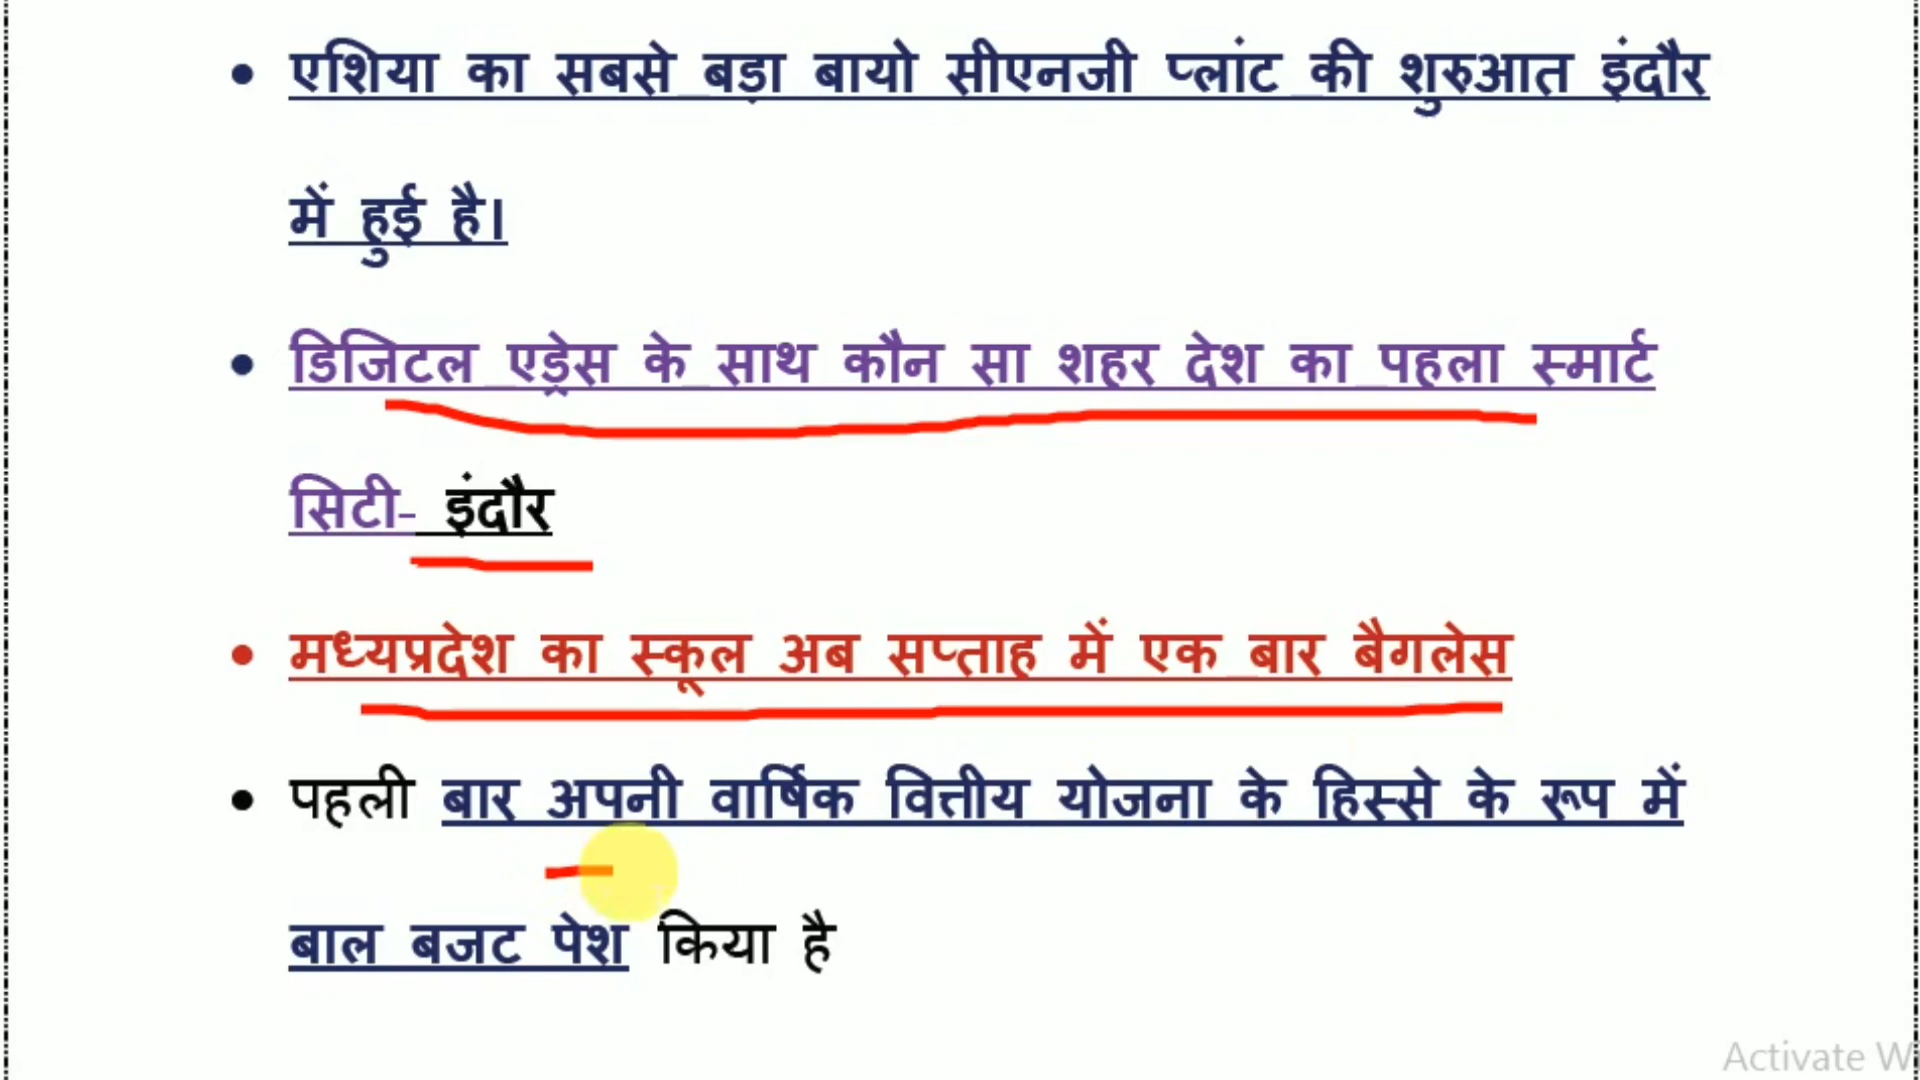 • एशिया का सबसे बड़ा बायो सीएनजी प्लांट की शुरुआत इंदौर
में हुई है।
• डिजिटल एड्रेस के साथ कौन सा शहर देश का पहला स्मार्ट
सिटी- इंदौर
• मध्यप्रदेश का स्कूल अब सप्ताह में एक बार बैगलेस
• पहली बार अपनी वार्षिक वित्तीय योजना के हिस्से के रूप में
बाल बजट पेश किया है
Activate W